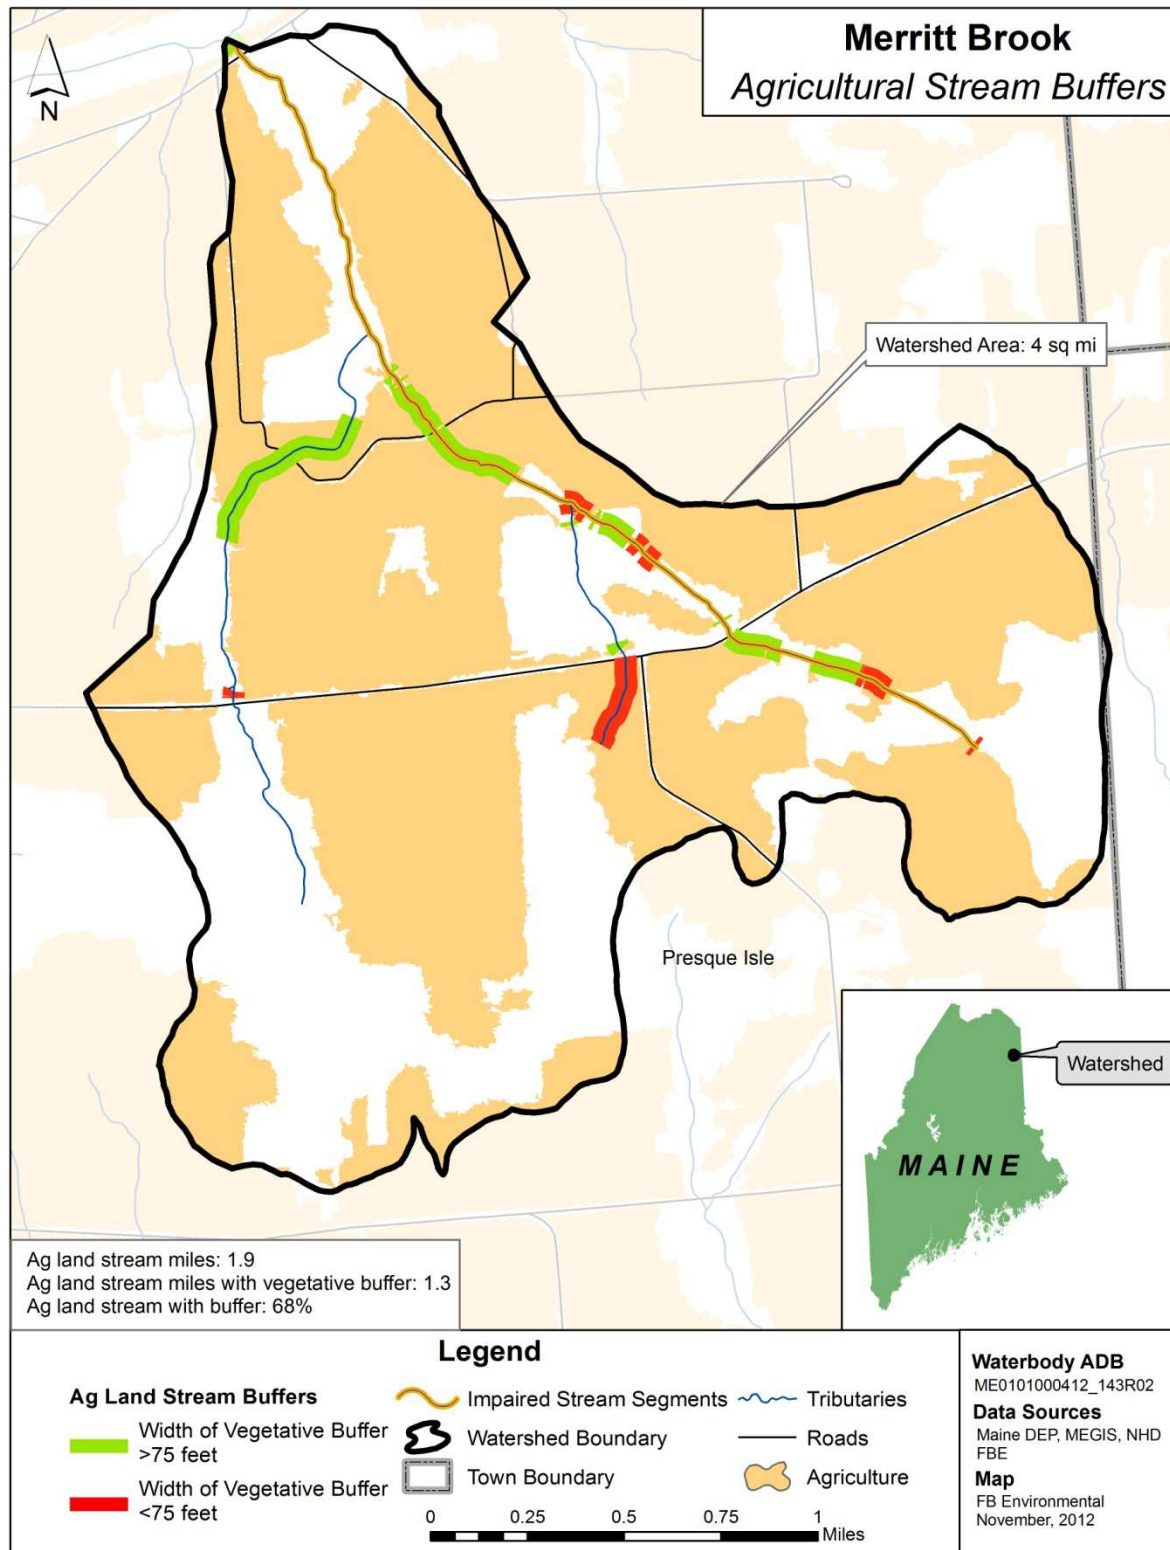 Merritt Brook
Agricultural Stream Buffers
N
Watershed Area: 4 sq mi
Presque Isle
Watershed
MAINE
Ag land stream miles: 1.9
Ag land stream miles with vegetative buffer: 1.3
Ag land stream with buffer: 68%
Legend
Ag Land Stream Buffers
Width of Vegetative Buffer
>75 feet
Width of Vegetative Buffer
<75 feet
Impaired Stream Segments
Watershed Boundary
Town Boundary
Tributaries
Roads
Agriculture
0 0.25 0.5 0.75 1
Miles
Waterbody ADB
ME0101000412_143R02
Data Sources
Maine DEP, MEGIS, NHD
FBE
Map
FB Environmental
November, 2012